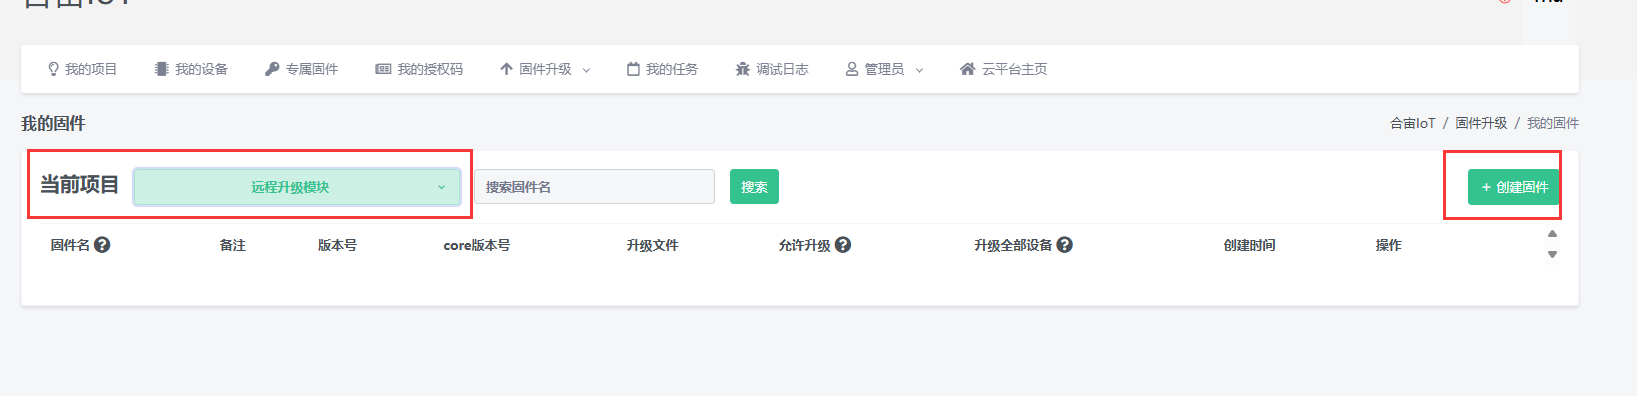 合宙IoT
我的项目 我的设备 专属固件 我的授权码 固件升级 我的任务 调试日志 管理员 云平台主页
我的固件 合宙IoT / 固件升级 / 我的固件
当前项目 远程升级模块 搜索固件名 搜索 + 创建固件
固件名 ? 备注 版本号 core版本号 升级文件 允许升级 ? 升级全部设备 ? 创建时间 操作